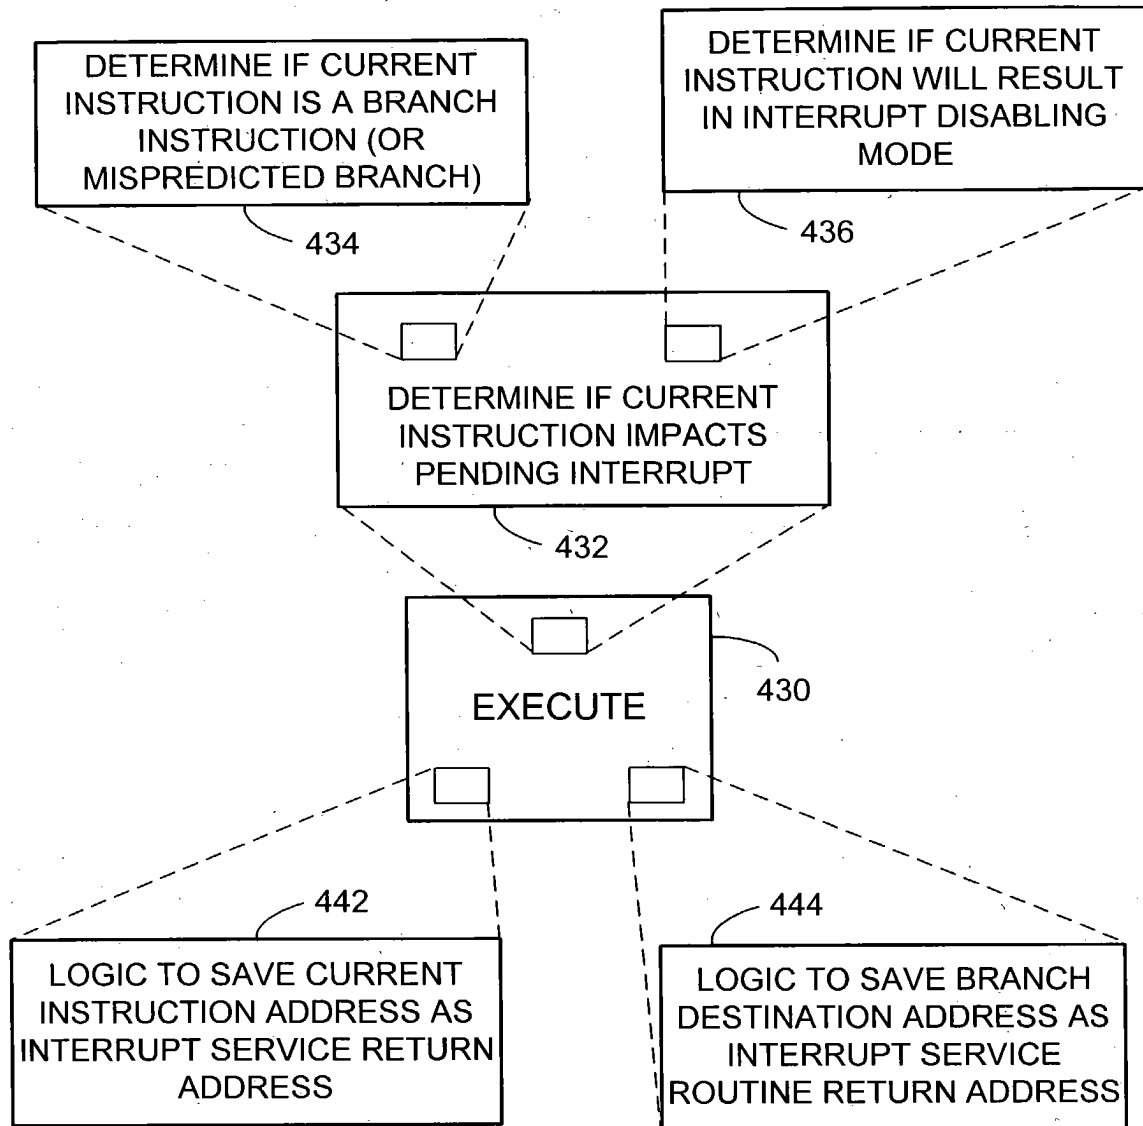 DETERMINE IF CURRENT
INSTRUCTION IS A BRANCH
INSTRUCTION (OR
MISPREDICTED BRANCH)
434
DETERMINE IF CURRENT
INSTRUCTION WILL RESULT
IN INTERRUPT DISABLING
MODE
436
DETERMINE IF CURRENT
INSTRUCTION IMPACTS
PENDING INTERRUPT
432
EXECUTE
430
442
LOGIC TO SAVE CURRENT
INSTRUCTION ADDRESS AS
INTERRUPT SERVICE RETURN
ADDRESS
444
LOGIC TO SAVE BRANCH
DESTINATION ADDRESS AS
INTERRUPT SERVICE
ROUTINE RETURN ADDRESS